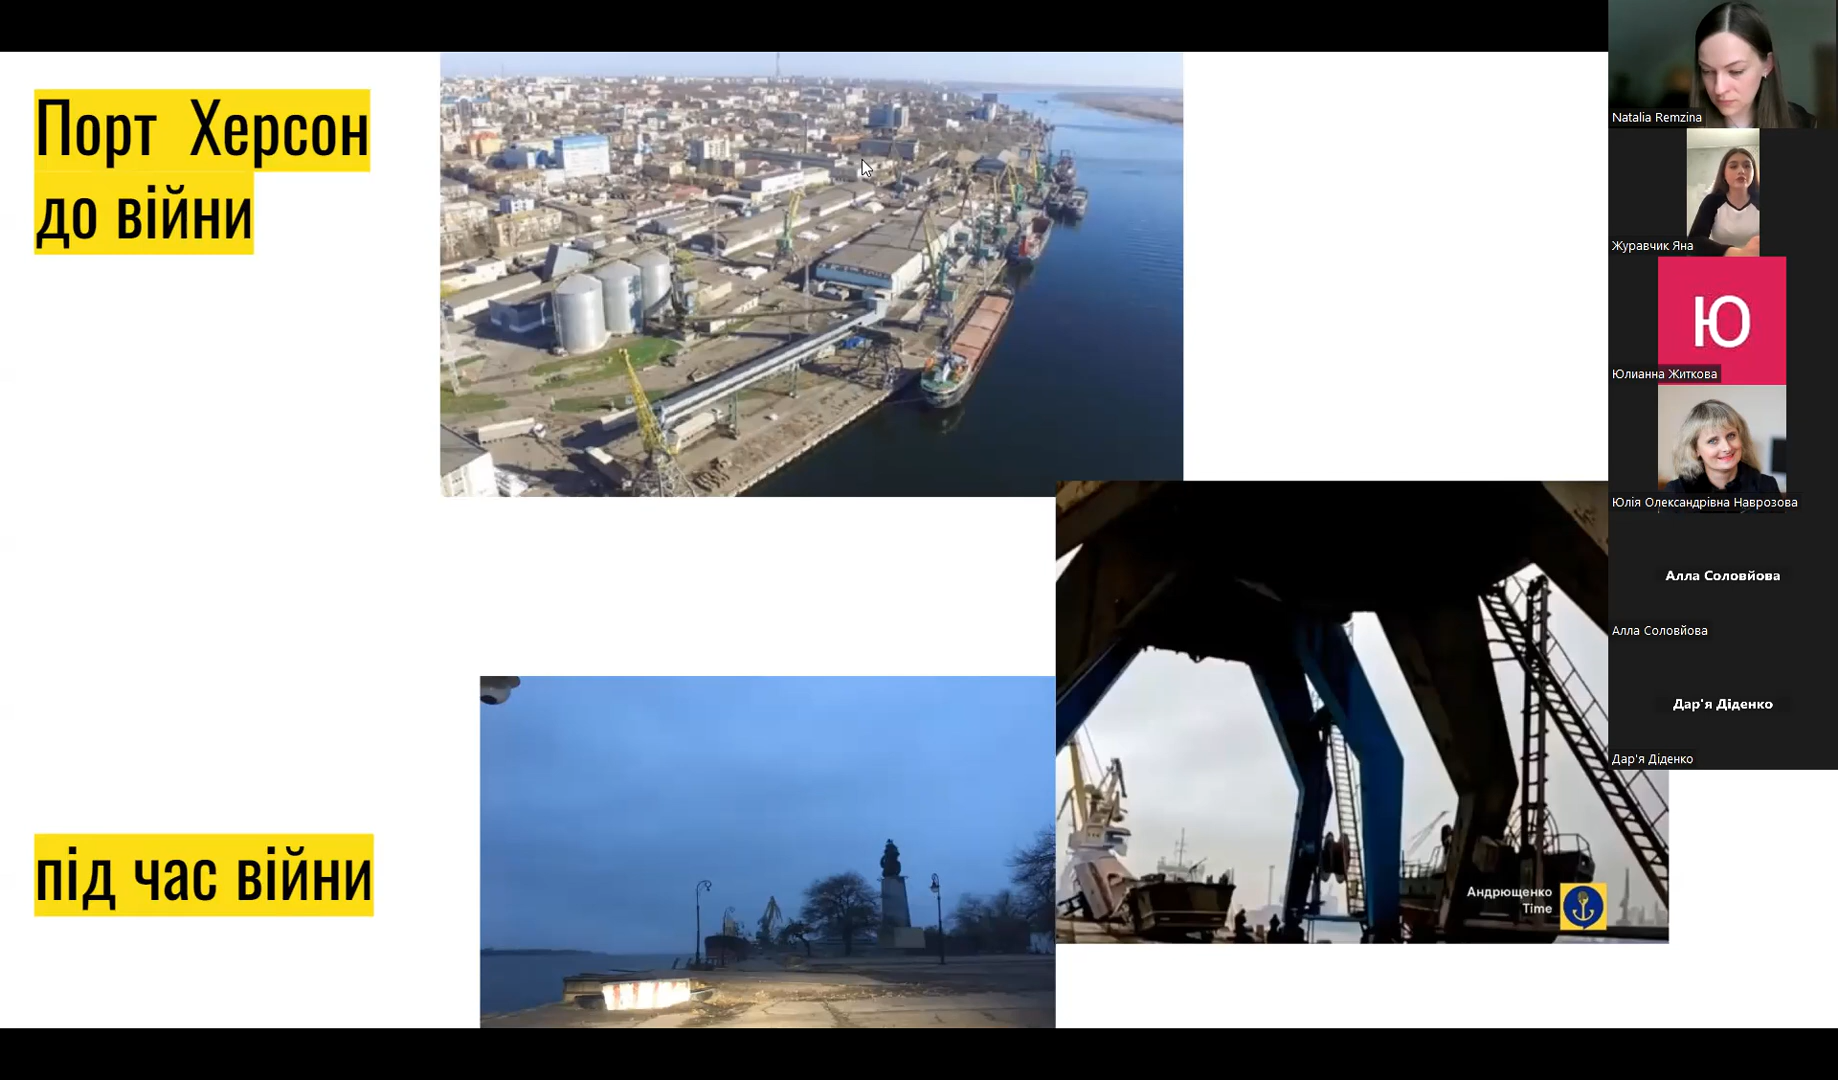 Порт Херсон
до війни
під час війни
Андрющенко
Time
Natalia Remzina
Журавчик Яна
Ю
Юлианна Житкова
Юлія Олександрівна Наврозова
Алла Соловйова
Алла Соловйова
Дар'я Діденко
Дар'я Діденко